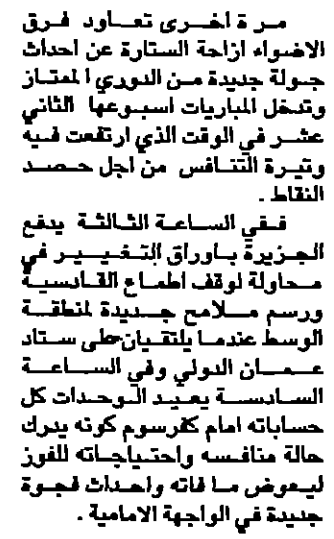 مرة أخرى تعاود فرق
الاضواء ازاحة الستارة عن احداث
جولة جديدة من الدوري الممتاز
وتدخل المباريات اسبوعها الثاني
عشر في الوقت الذي ارتفعت فيه
وتيرة التنافس من اجل حصد
النقاط .
ففي الساعة الثالثة يدفع
الجزيرة باوراق التغيير في
محاولة لوقف اطماع القادسية
ورسم ملامح جديدة لمنطقة
الوسط عندما يلتقيان على ستاد
عمان الدولي وفي الساعة
السادسة يعيد الوحدات كل
حساباته امام كفرسوم كونه يدرك
حالة منافسه واحتياجاته للفوز
ليعوض ما فاته واحداث فجوة
جديدة في الواجهة الامامية .